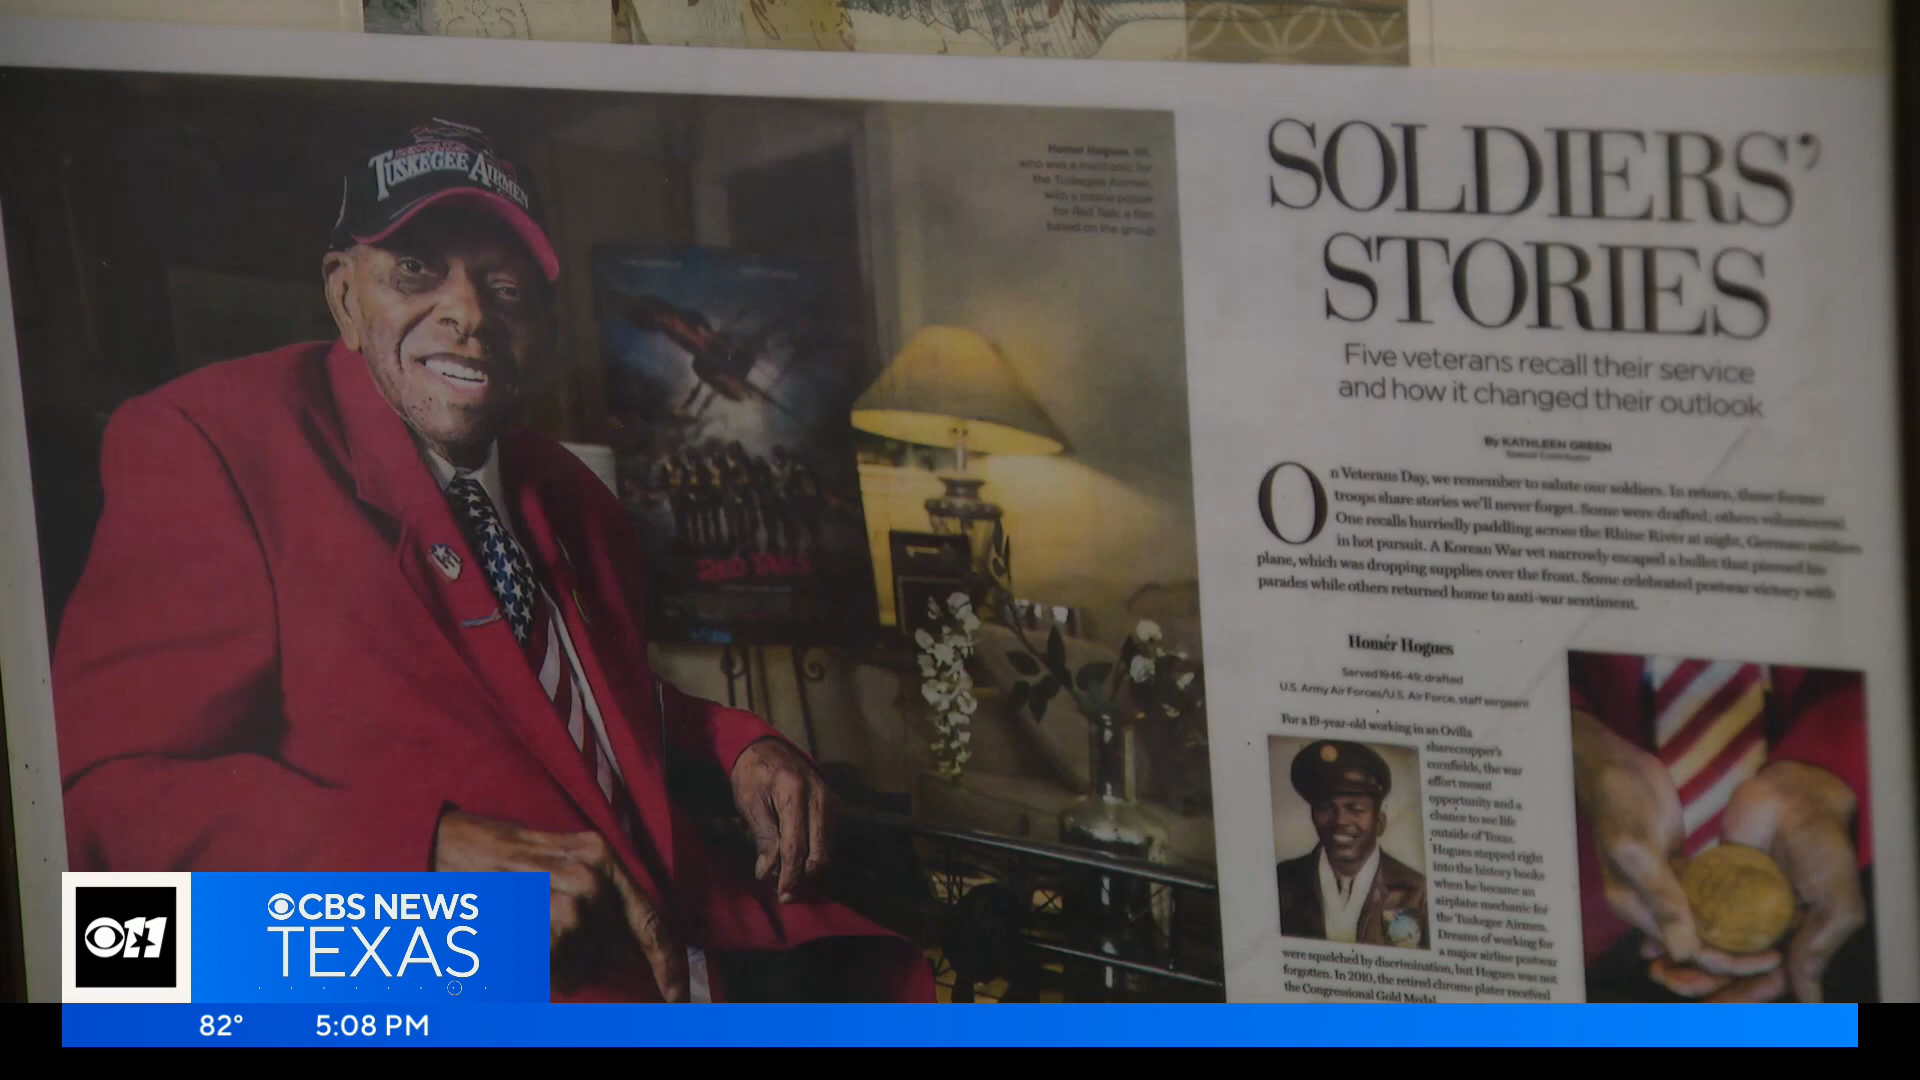 TUSKEGEE AIRMEN
Homer Hogues, 
who was a mechanic for
the Tuskegee Airmen,
with a movie poster
for Red Tails, a film
based on the group
RED TAILS
SOLDIERS'
STORIES
Five veterans recall their service
and how it changed their outlook
By KATHLEEN GREEN
Special Contributor
On Veterans Day, we remember to salute our soldiers. In return, these former
troops share stories we'll never forget. Some were drafted; others volunteered.
One recalls hurriedly paddling across the Rhine River at night, German soldiers
in hot pursuit. A Korean War vet narrowly escaped a bullet that pierced his
plane, which was dropping supplies over the front. Some celebrated postwar victory with
parades while others returned home to anti-war sentiment.
Homer Hogues
Served 1946-49; drafted
U.S. Army Air Forces/U.S. Air Force, staff sergeant
For a 19-year-old working in an Ovilla
sharecropper's
cornfields, the war
effort meant
opportunity and a
chance to see life
outside of Texas.
Hogues stepped right
into the history books
when he became an
airplane mechanic for
the Tuskegee Airmen.
Dreams of working for
a major airline postwar
were squelched by discrimination, but Hogues was not
forgotten. In 2010, the retired chrome plater received
the Congressional Gold Medal
11
CBS NEWS
TEXAS
82° 5:08 PM